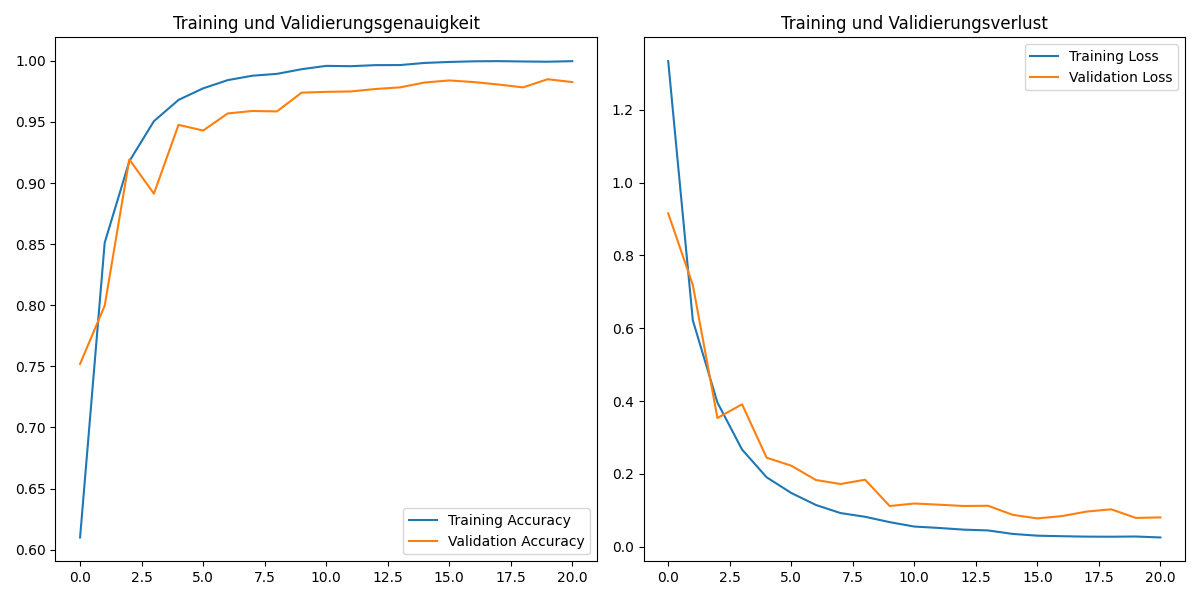 Training und Validierungsgenauigkeit
1.00
0.95
0.90
0.85
0.80
0.75
0.70
0.65
0.60
Training Accuracy
Validation Accuracy
0.0 2.5 5.0 7.5 10.0 12.5 15.0 17.5 20.0
Training und Validierungsverlust
Training Loss
Validation Loss
1.2
1.0
0.8
0.6
0.4
0.2
0.0
0.0 2.5 5.0 7.5 10.0 12.5 15.0 17.5 20.0